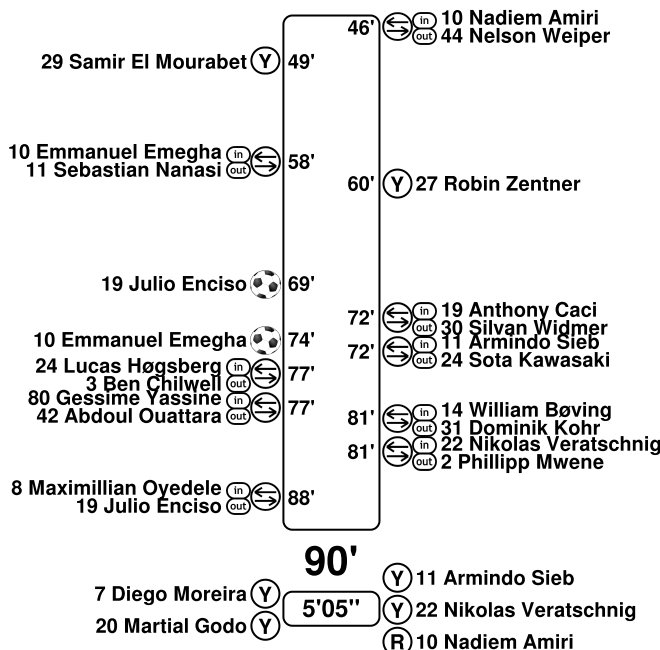 46' in 10 Nadiem Amiri
out 44 Nelson Weiper
29 Samir El Mourabet Y 49'
10 Emmanuel Emegha in 58'
11 Sebastian Nanasi out
60' Y 27 Robin Zentner
19 Julio Enciso 69'
72' in 19 Anthony Caci
out 30 Silvan Widmer
10 Emmanuel Emegha 74'
72' in 11 Armindo Sieb
out 24 Sota Kawasaki
24 Lucas Høgsberg in 77'
3 Ben Chilwell out
80 Gessime Yassine in 77'
42 Abdoul Ouattara out
81' in 14 William Bøving
out 31 Dominik Kohr
81' in 22 Nikolas Veratschnig
out 2 Phillipp Mwene
8 Maximillian Oyedele in 88'
19 Julio Enciso out
90'
7 Diego Moreira Y
20 Martial Godo Y
5'05''
Y 11 Armindo Sieb
Y 22 Nikolas Veratschnig
R 10 Nadiem Amiri